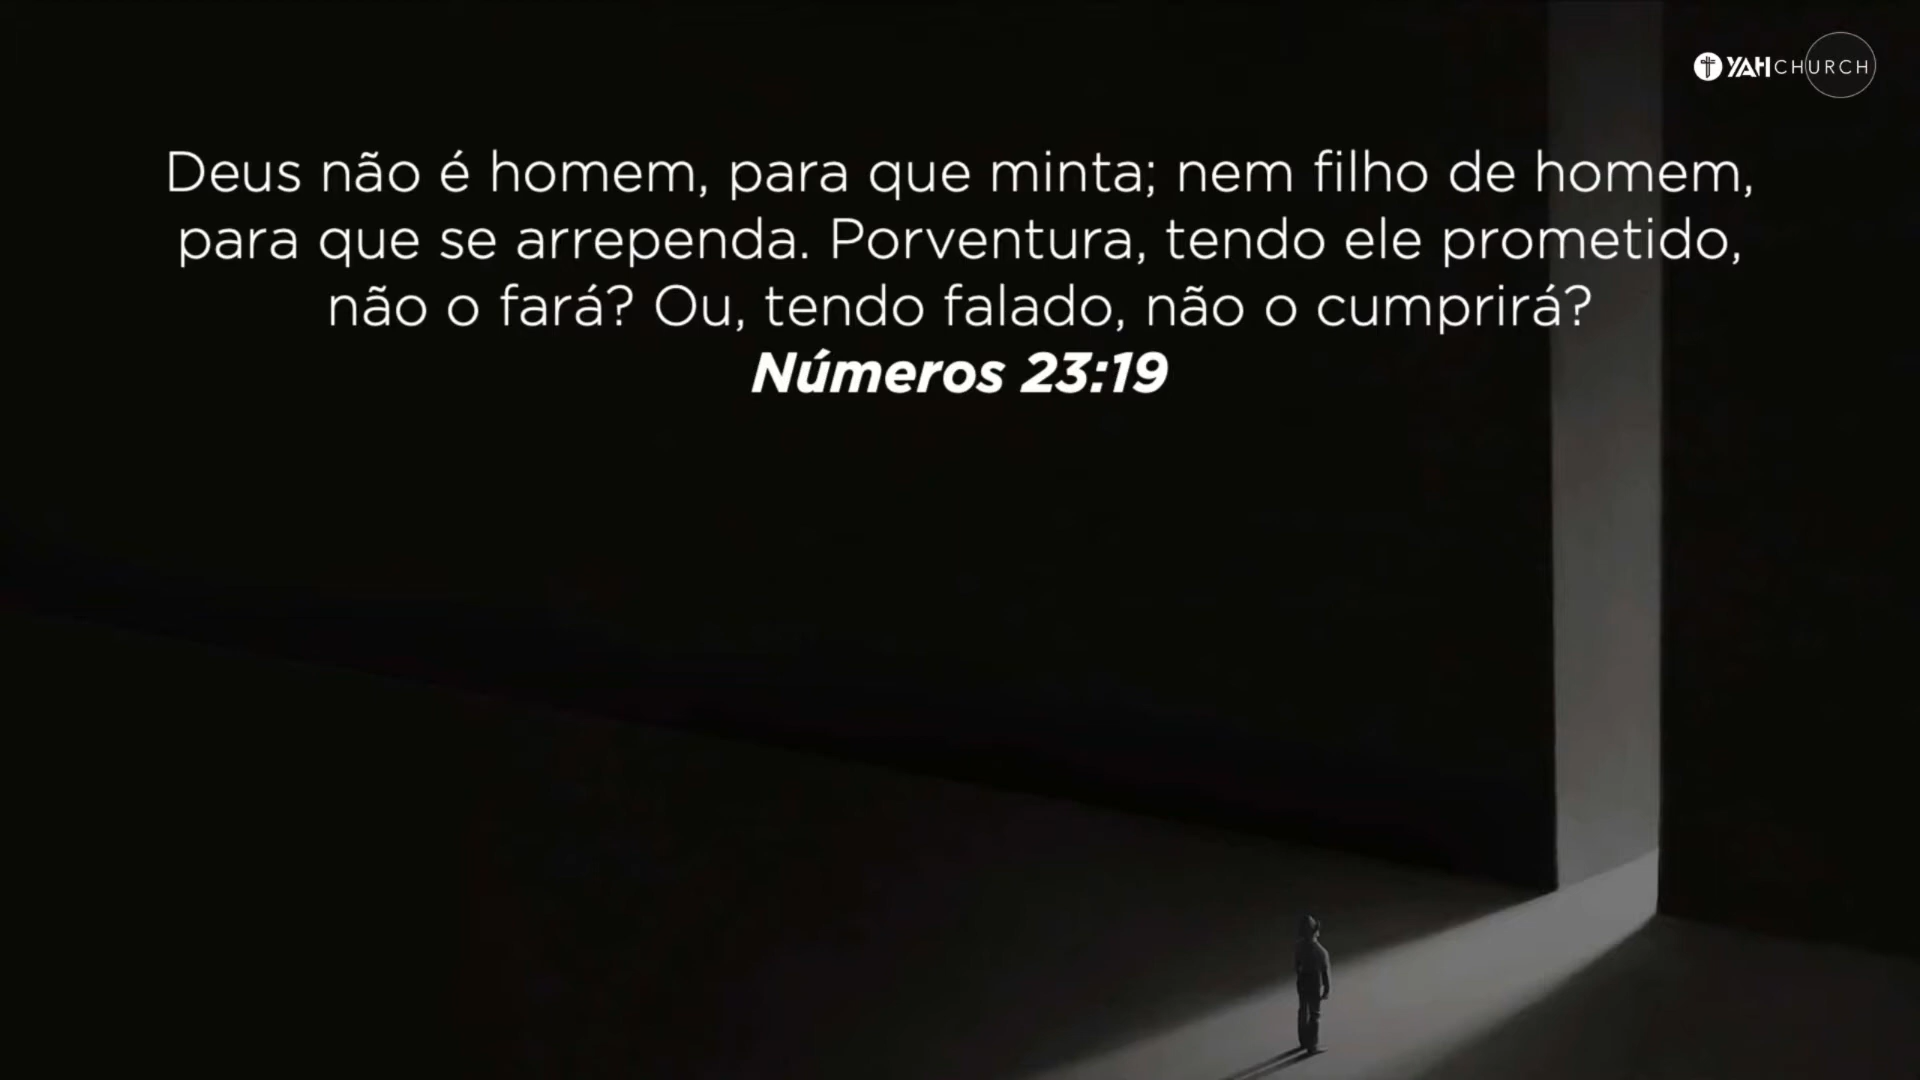 YAH CHURCH
Deus não é homem, para que minta; nem filho de homem,
para que se arrependa. Porventura, tendo ele prometido,
não o fará? Ou, tendo falado, não o cumprirá?
Números 23:19